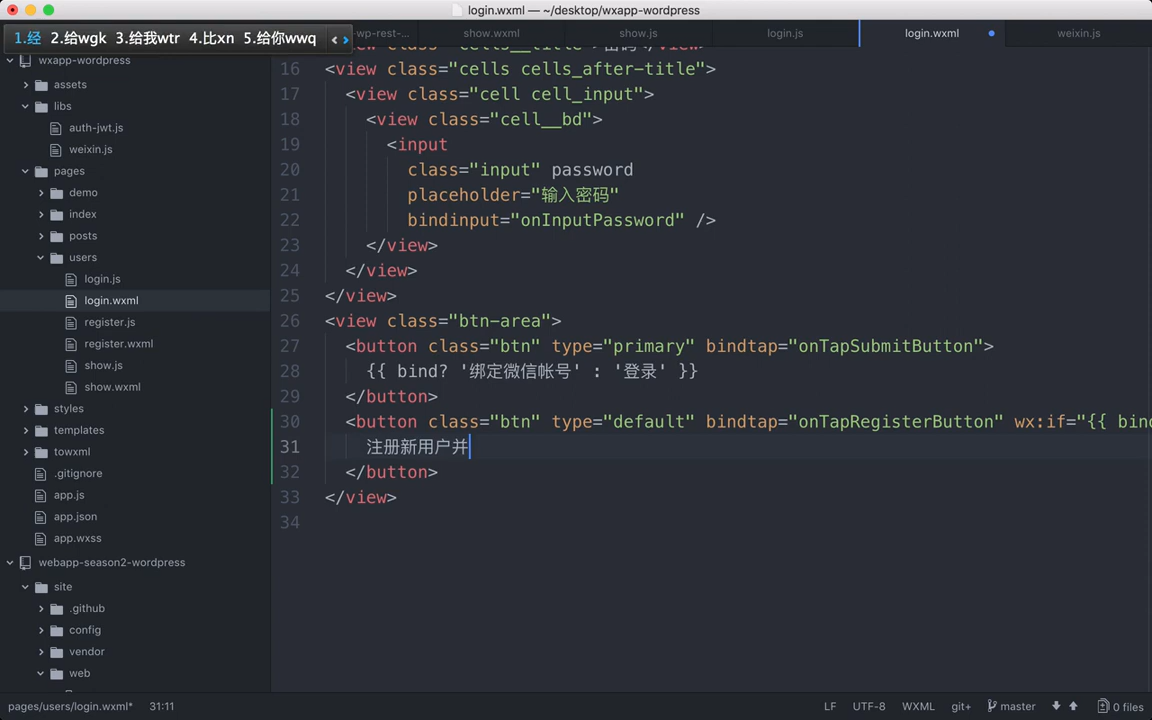 login.wxml — ~/desktop/wxapp-wordpress
1.经 2.给wgk 3.给我wtr 4.比xn 5.给你wwq
-wp-rest-... show.wxml show.js login.js login.wxml weixin.js
wxapp-wordpress
assets
libs
auth-jwt.js
weixin.js
pages
demo
index
posts
users
login.js
login.wxml
register.js
register.wxml
show.js
show.wxml
styles
templates
towxml
.gitignore
app.js
app.json
app.wxss
webapp-season2-wordpress
site
.github
config
vendor
web
16 <view class="cells cells_after-title">
17 <view class="cell cell_input">
18 <view class="cell__bd">
19 <input
20 class="input" password
21 placeholder="输入密码"
22 bindinput="onInputPassword" />
23 </view>
24 </view>
25 </view>
26 <view class="btn-area">
27 <button class="btn" type="primary" bindtap="onTapSubmitButton">
28 {{ bind? '绑定微信帐号' : '登录' }}
29 </button>
30 <button class="btn" type="default" bindtap="onTapRegisterButton" wx:if="{{ bind
31 注册新用户并
32 </button>
33 </view>
34
pages/users/login.wxml* 31:11 LF UTF-8 WXML git+ master 0 files